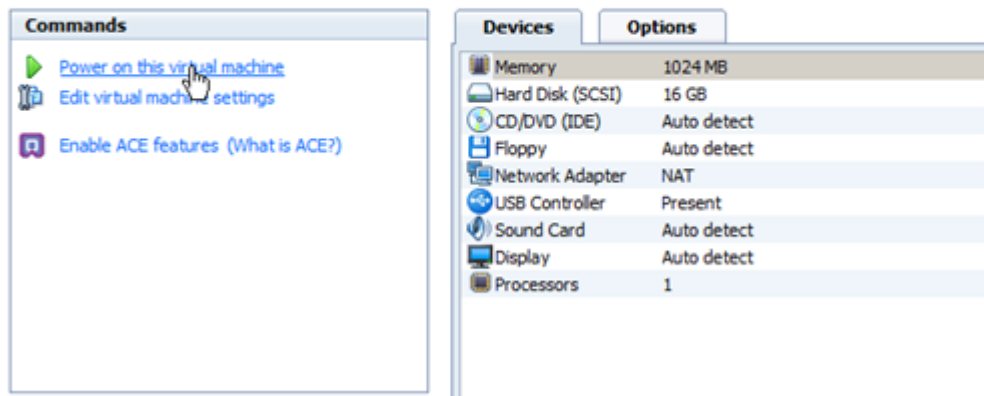 Commands
Power on this virtual machine
Edit virtual machine settings
Enable ACE features (What is ACE?)
Devices Options
Memory 1024 MB
Hard Disk (SCSI) 16 GB
CD/DVD (IDE) Auto detect
Floppy Auto detect
Network Adapter NAT
USB Controller Present
Sound Card Auto detect
Display Auto detect
Processors 1